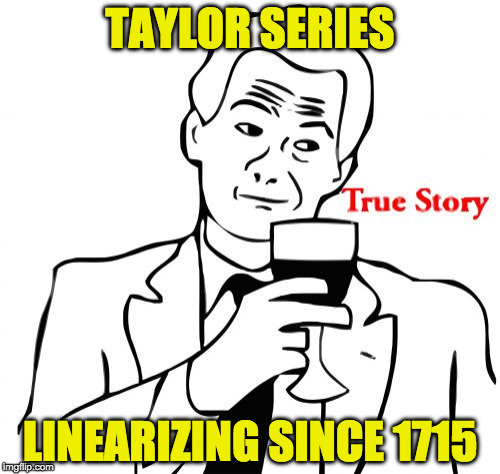 TAYLOR SERIES
True Story
LINEARIZING SINCE 1715
imgflip.com